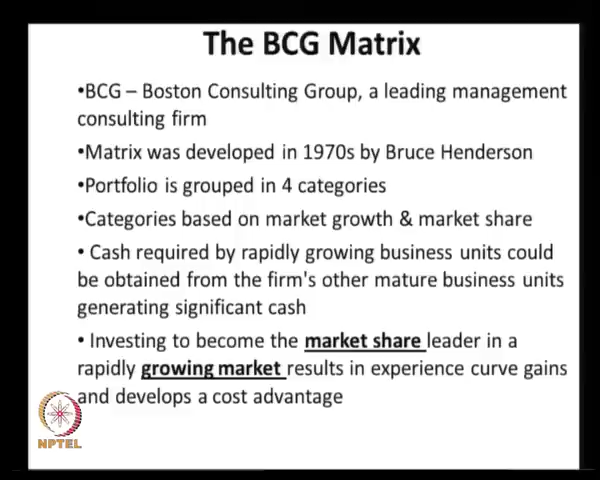 The BCG Matrix
•BCG – Boston Consulting Group, a leading management
consulting firm
•Matrix was developed in 1970s by Bruce Henderson
•Portfolio is grouped in 4 categories
•Categories based on market growth & market share
• Cash required by rapidly growing business units could
be obtained from the firm's other mature business units
generating significant cash
• Investing to become the market share leader in a
rapidly growing market results in experience curve gains
and develops a cost advantage
NPTEL